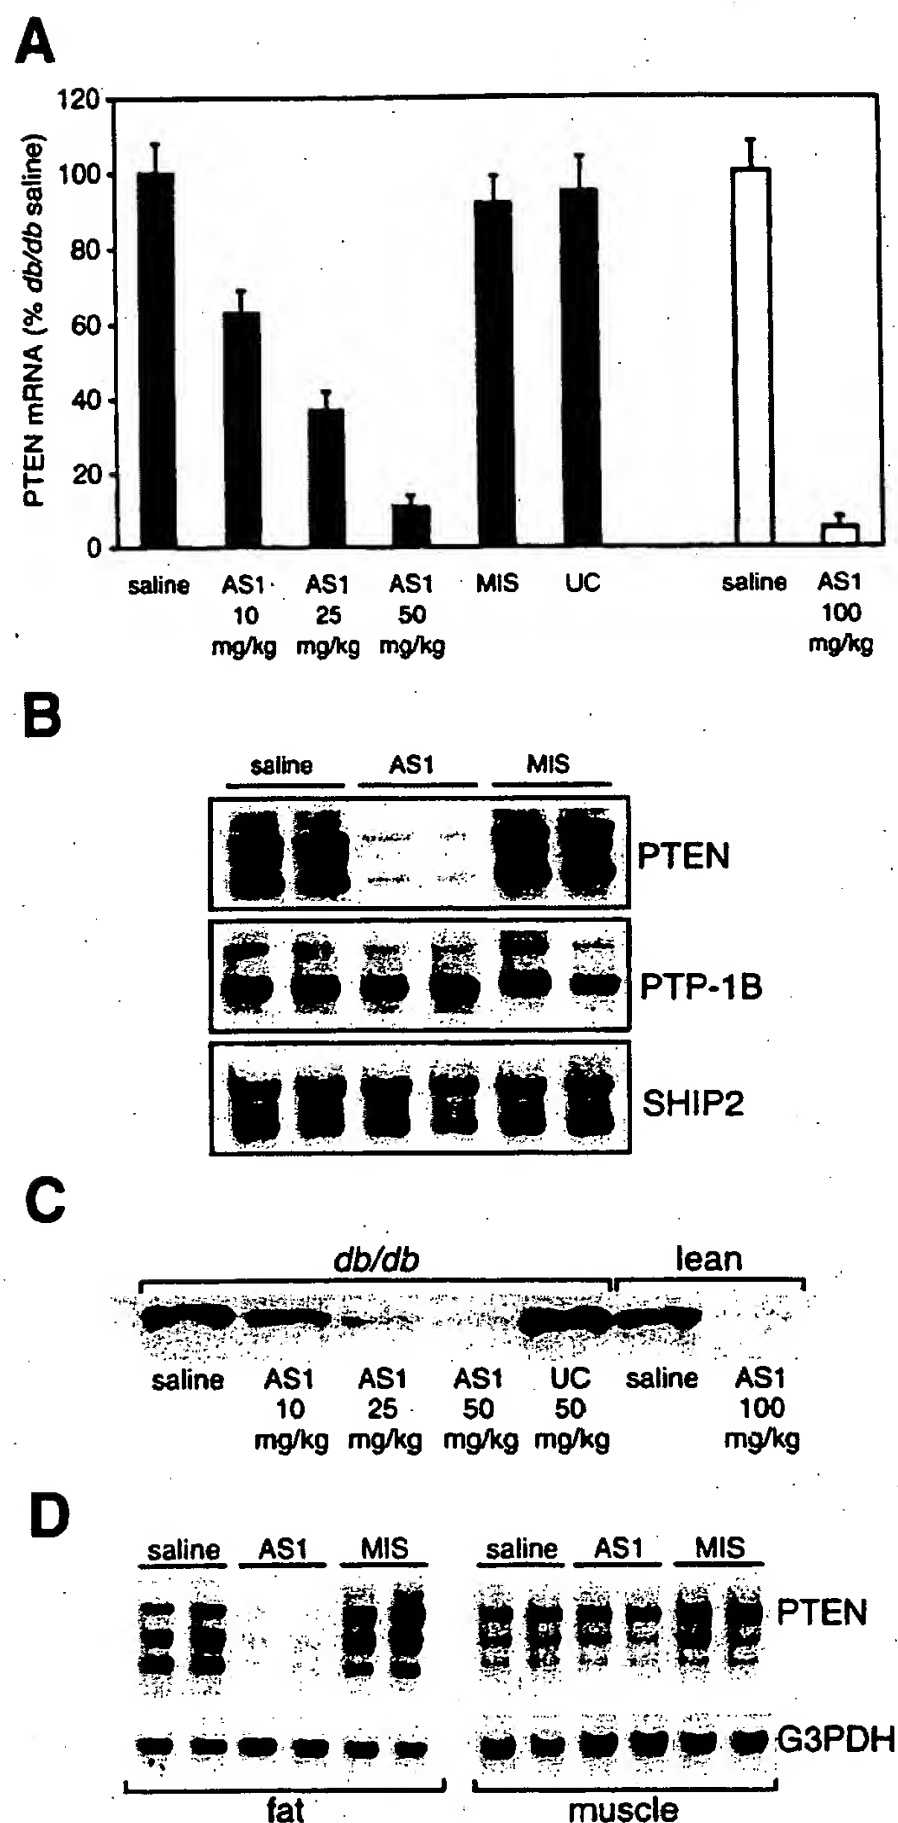 A
PTEN mRNA (% db/db saline)
120
100
80
60
40
20
0
saline AS1 AS1 AS1 MIS UC saline AS1
10 25 50 100
mg/kg mg/kg mg/kg mg/kg
B
saline AS1 MIS
PTEN
PTP-1B
SHIP2
C
db/db lean
saline AS1 AS1 AS1 UC saline AS1
10 25 50 50 100
mg/kg mg/kg mg/kg mg/kg mg/kg
D
saline AS1 MIS saline AS1 MIS
PTEN
G3PDH
fat muscle